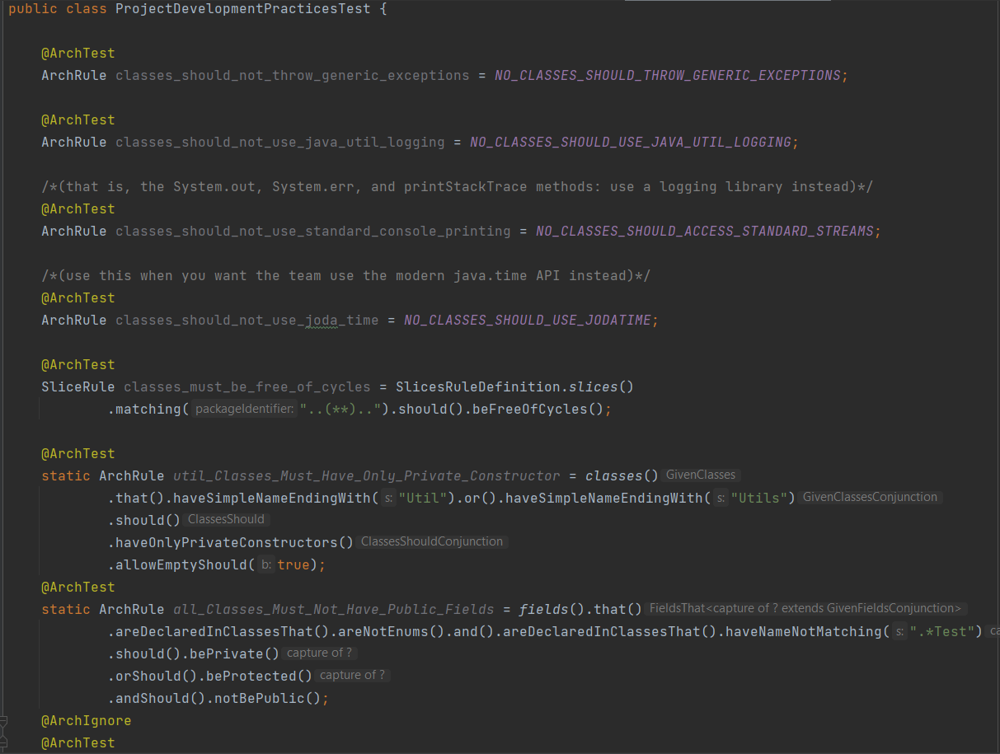 public class ProjectDevelopmentPracticesTest {
@ArchTest
ArchRule classes_should_not_throw_generic_exceptions = NO_CLASSES_SHOULD_THROW_GENERIC_EXCEPTIONS;
@ArchTest
ArchRule classes_should_not_use_java_util_logging = NO_CLASSES_SHOULD_USE_JAVA_UTIL_LOGGING;
/*(that is, the System.out, System.err, and printStackTrace methods: use a logging library instead)*/
@ArchTest
ArchRule classes_should_not_use_standard_console_printing = NO_CLASSES_SHOULD_ACCESS_STANDARD_STREAMS;
/*(use this when you want the team use the modern java.time API instead)*/
@ArchTest
ArchRule classes_should_not_use_joda_time = NO_CLASSES_SHOULD_USE_JODATIME;
@ArchTest
SliceRule classes_must_be_free_of_cycles = SlicesRuleDefinition.slices()
.matching( packageIdentifier: "..(**)..").should().beFreeOfCycles();
@ArchTest
static ArchRule util_Classes_Must_Have_Only_Private_Constructor = classes() GivenClasses
.that().haveSimpleNameEndingWith( s: "Util").or().haveSimpleNameEndingWith( s: "Utils") GivenClassesConjunction
.should() ClassesShould
.haveOnlyPrivateConstructors() ClassesShouldConjunction
.allowEmptyShould( b: true);
@ArchTest
static ArchRule all_Classes_Must_Not_Have_Public_Fields = fields().that() FieldsThat<capture of ? extends GivenFieldsConjunction>
.areDeclaredInClassesThat().areNotEnums().and().areDeclaredInClassesThat().haveNameNotMatching( s: ".*Test") ca
.should().bePrivate() capture of ?
.orShould().beProtected() capture of ?
.andShould().notBePublic();
@ArchIgnore
@ArchTest